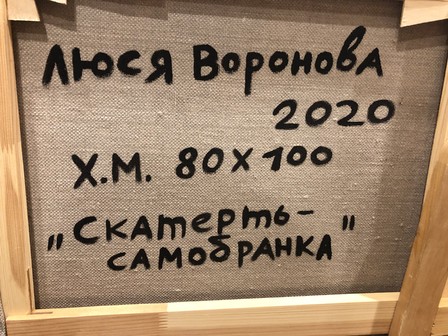 Люся Воронова
2020
Х.М. 80х100
„Скатерть-
самобранка"